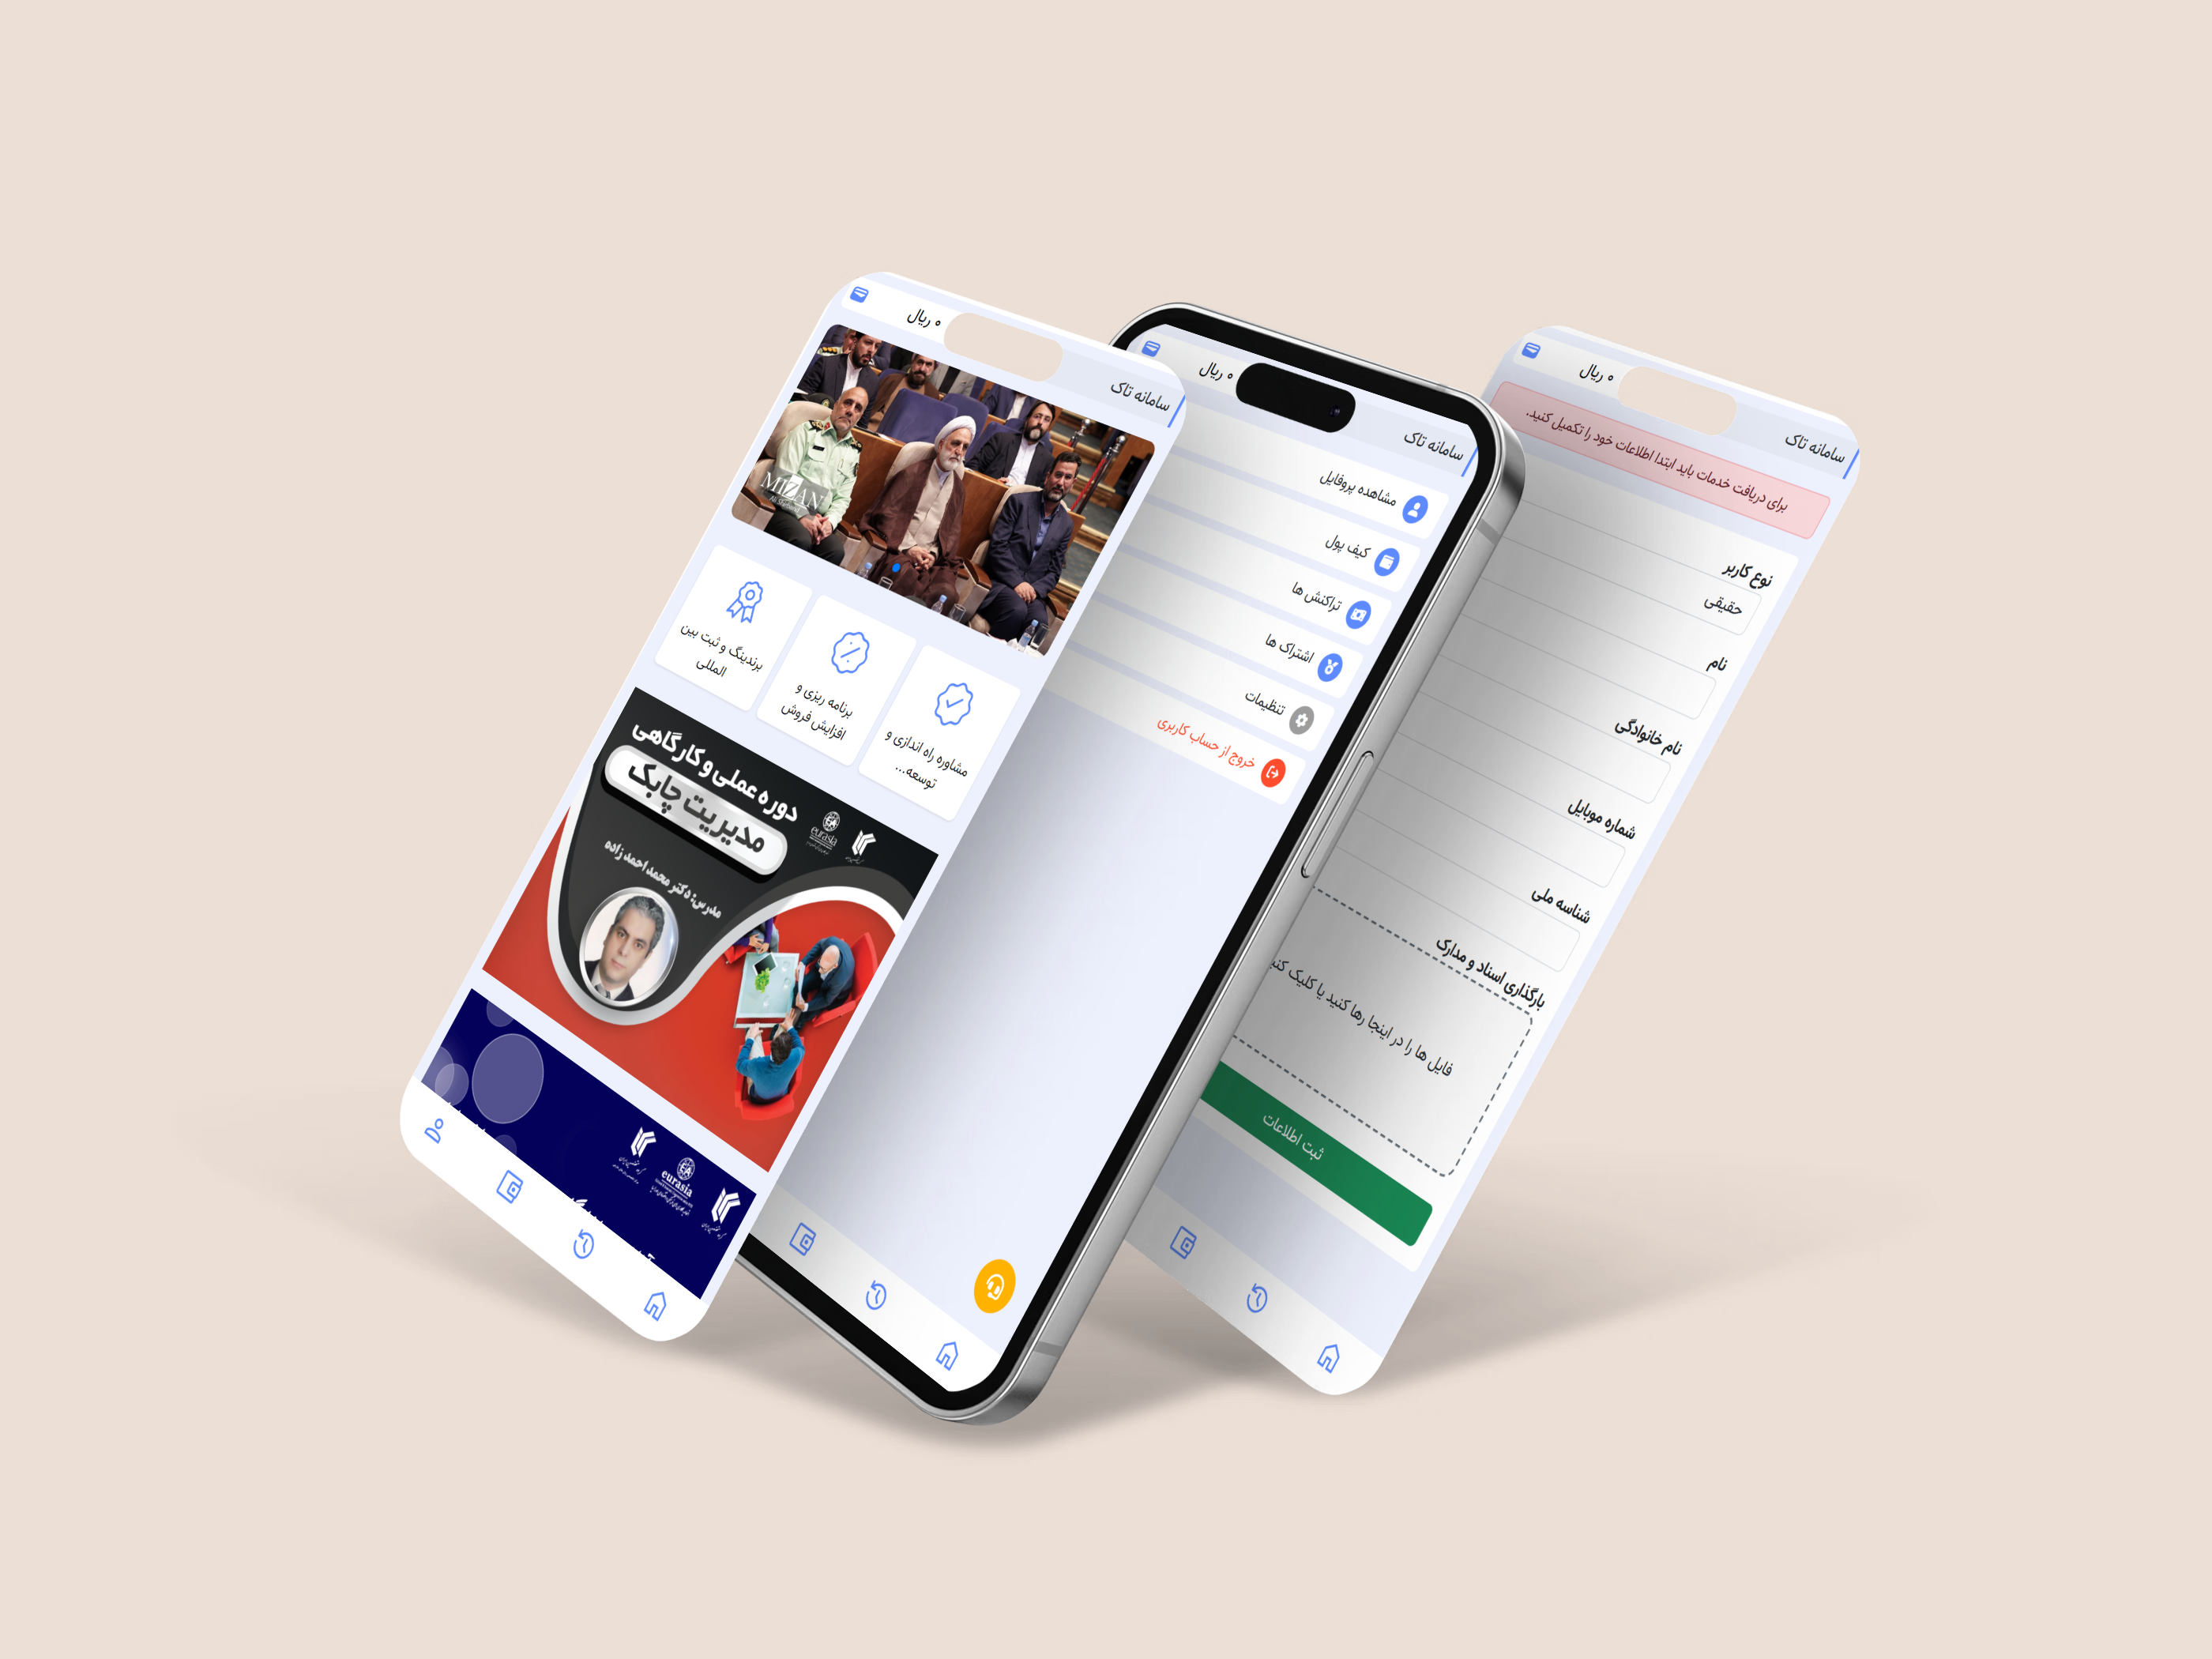 سامانه تاک
۰ ریال
MIZAN
مشاوره راه اندازی و
توسعه...
برنامه ریزی و
افزایش فروش
برندینگ و ثبت بین
المللی
eurasia
دوره عملی و کارگاهی
مدیریت چابک
مدرس: دکتر محمد احمد زاده
eurasia
سامانه تاک
۰ ریال
مشاهده پروفایل
کیف پول
تراکنش ها
اشتراک ها
تنظیمات
خروج از حساب کاربری
سامانه تاک
۰ ریال
برای دریافت خدمات باید ابتدا اطلاعات خود را تکمیل کنید.
نوع کاربر
حقیقی
نام
نام خانوادگی
شماره موبایل
شناسه ملی
بارگذاری اسناد و مدارک
فایل ها را در اینجا رها کنید یا کلیک
ثبت اطلاعات